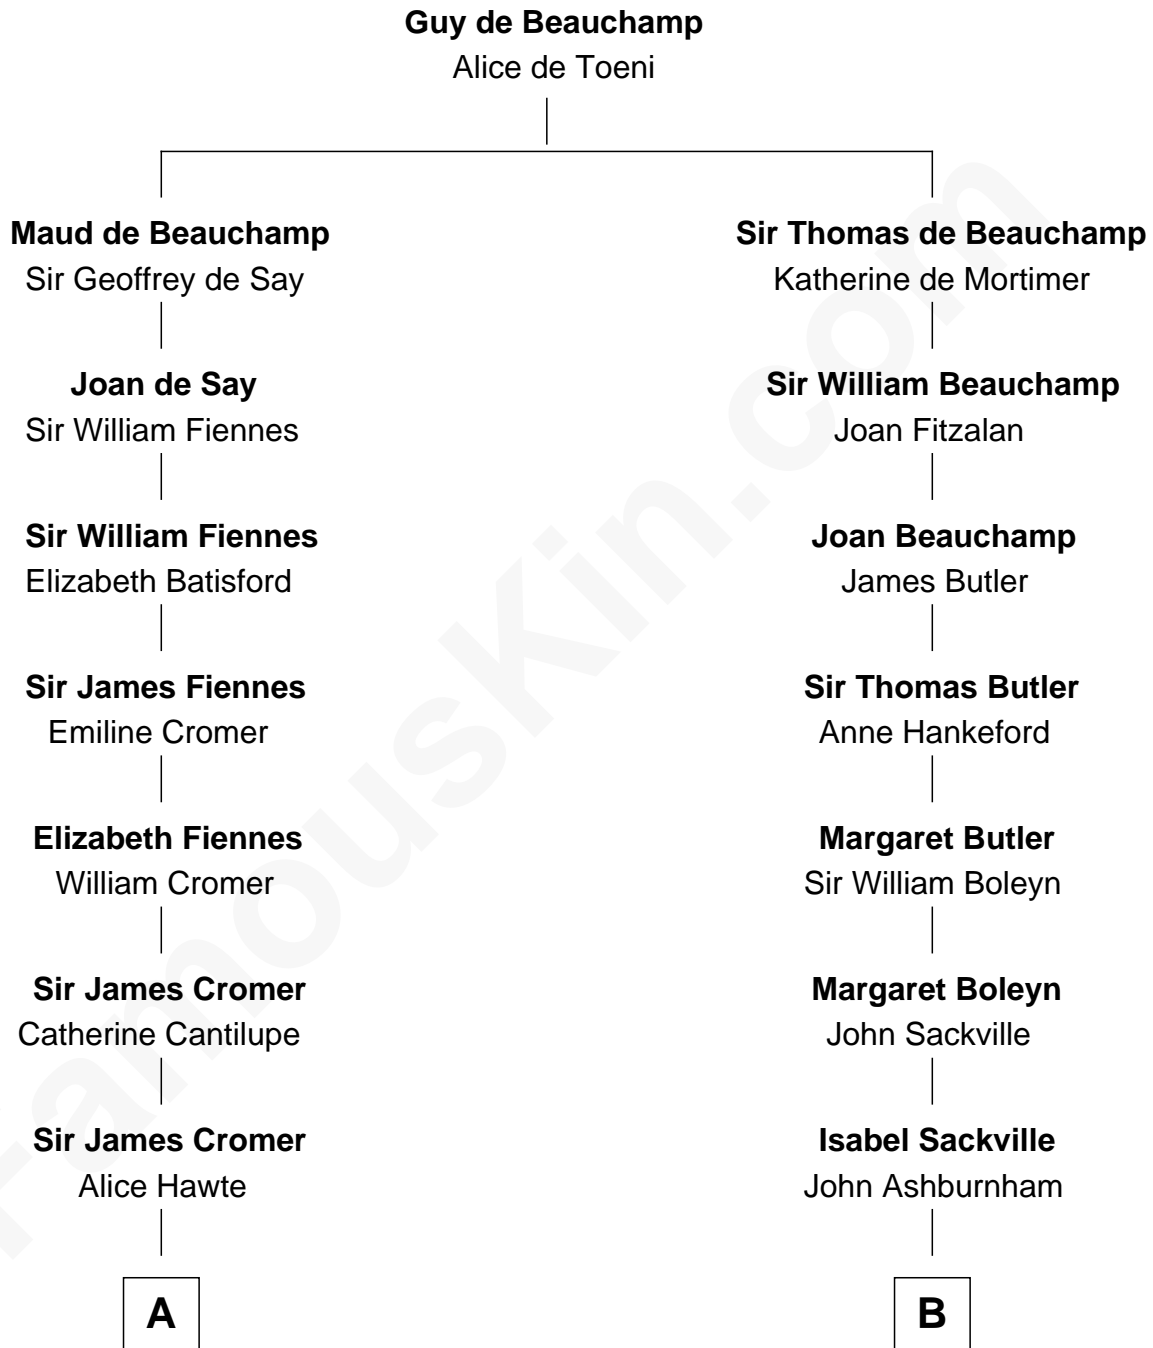 Guy de Beauchamp
Alice de Toeni
Maud de Beauchamp
Sir Geoffrey de Say
Sir Thomas de Beauchamp
Katherine de Mortimer
Joan de Say
Sir William Fiennes
Sir William Beauchamp
Joan Fitzalan
Sir William Fiennes
Elizabeth Batisford
Joan Beauchamp
James Butler
Sir James Fiennes
Emiline Cromer
Sir Thomas Butler
Anne Hankeford
Elizabeth Fiennes
William Cromer
Margaret Butler
Sir William Boleyn
Sir James Cromer
Catherine Cantilupe
Margaret Boleyn
John Sackville
Sir James Cromer
Alice Hawte
Isabel Sackville
John Ashburnham
A
B
FamousKin.com